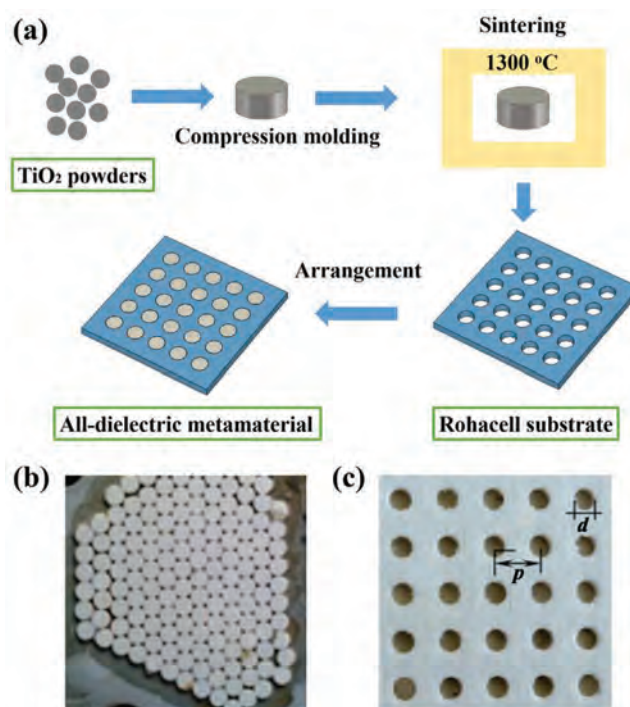 (a)
Sintering
1300 °C
Compression molding
TiO₂ powders
Arrangement
All-dielectric metamaterial
Rohacell substrate
(b)
(c)
d
p